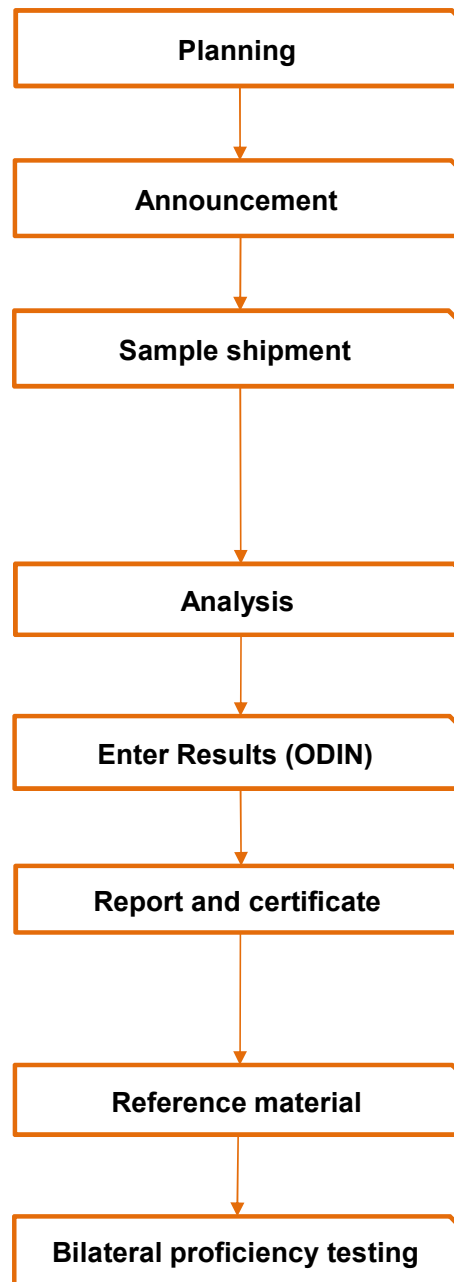 Planning
Announcement
Sample shipment
Analysis
Enter Results (ODIN)
Report and certificate
Reference material
Bilateral proficiency testing